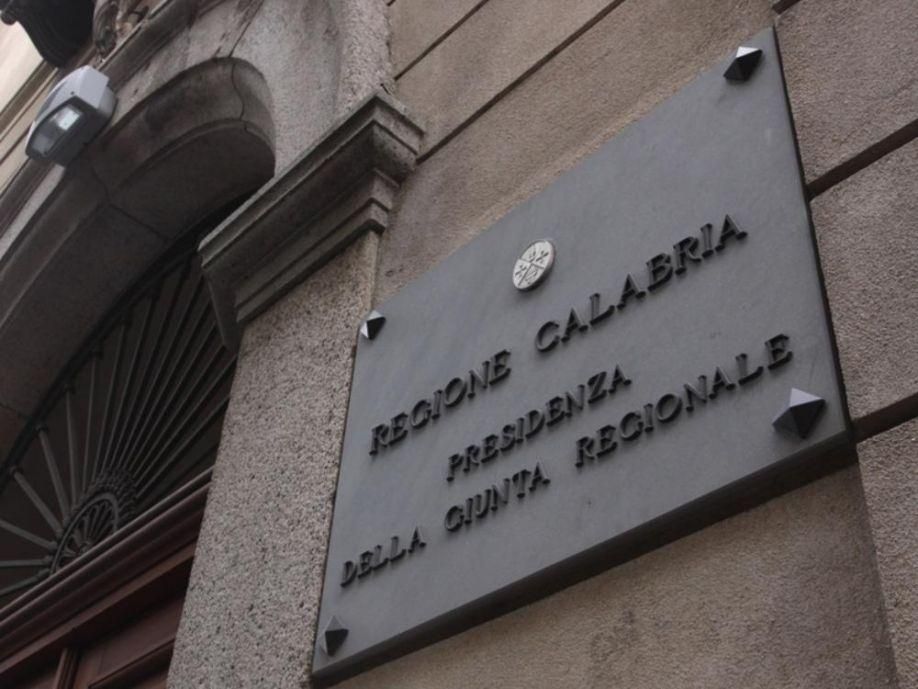 REGIONE CALABRIA
PRESIDENZA
DELLA GIUNTA REGIONALE